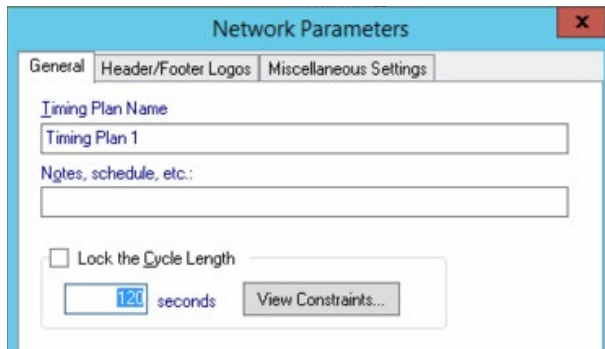 Network Parameters
x
General Header/Footer Logos Miscellaneous Settings
Timing Plan Name
Timing Plan 1
Notes, schedule, etc.:
Lock the Cycle Length
120 seconds View Constraints...